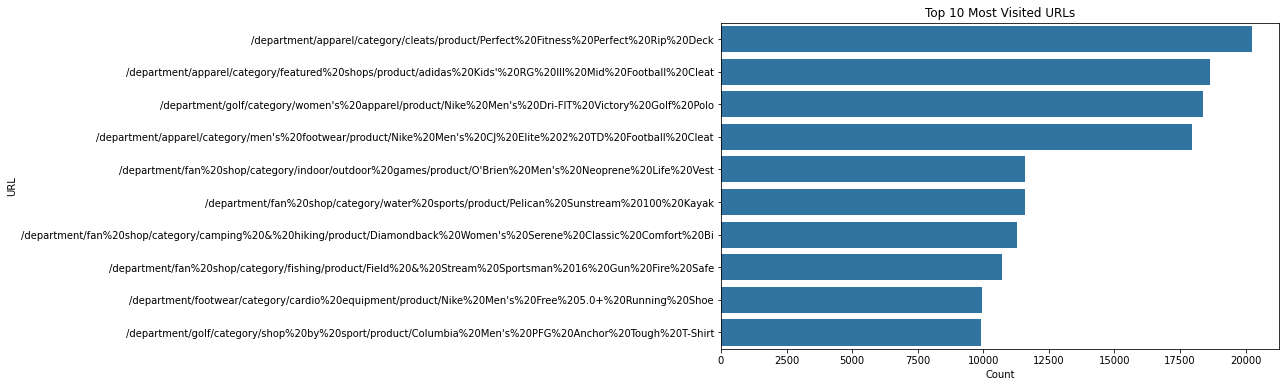 Top 10 Most Visited URLs
/department/apparel/category/cleats/product/Perfect%20Fitness%20Perfect%20Rip%20Deck
/department/apparel/category/featured%20shops/product/adidas%20Kids'%20RG%20III%20Mid%20Football%20Cleat
/department/golf/category/women's%20apparel/product/Nike%20Men's%20Dri-FIT%20Victory%20Golf%20Polo
/department/apparel/category/men's%20footwear/product/Nike%20Men's%20CJ%20Elite%202%20TD%20Football%20Cleat
/department/fan%20shop/category/indoor/outdoor%20games/product/O'Brien%20Men's%20Neoprene%20Life%20Vest
/department/fan%20shop/category/water%20sports/product/Pelican%20Sunstream%20100%20Kayak
/department/fan%20shop/category/camping%20&%20hiking/product/Diamondback%20Women's%20Serene%20Classic%20Comfort%20Bi
/department/fan%20shop/category/fishing/product/Field%20&%20Stream%20Sportsman%2016%20Gun%20Fire%20Safe
/department/footwear/category/cardio%20equipment/product/Nike%20Men's%20Free%205.0+%20Running%20Shoe
/department/golf/category/shop%20by%20sport/product/Columbia%20Men's%20PFG%20Anchor%20Tough%20T-Shirt
URL
0 2500 5000 7500 10000 12500 15000 17500 20000
Count